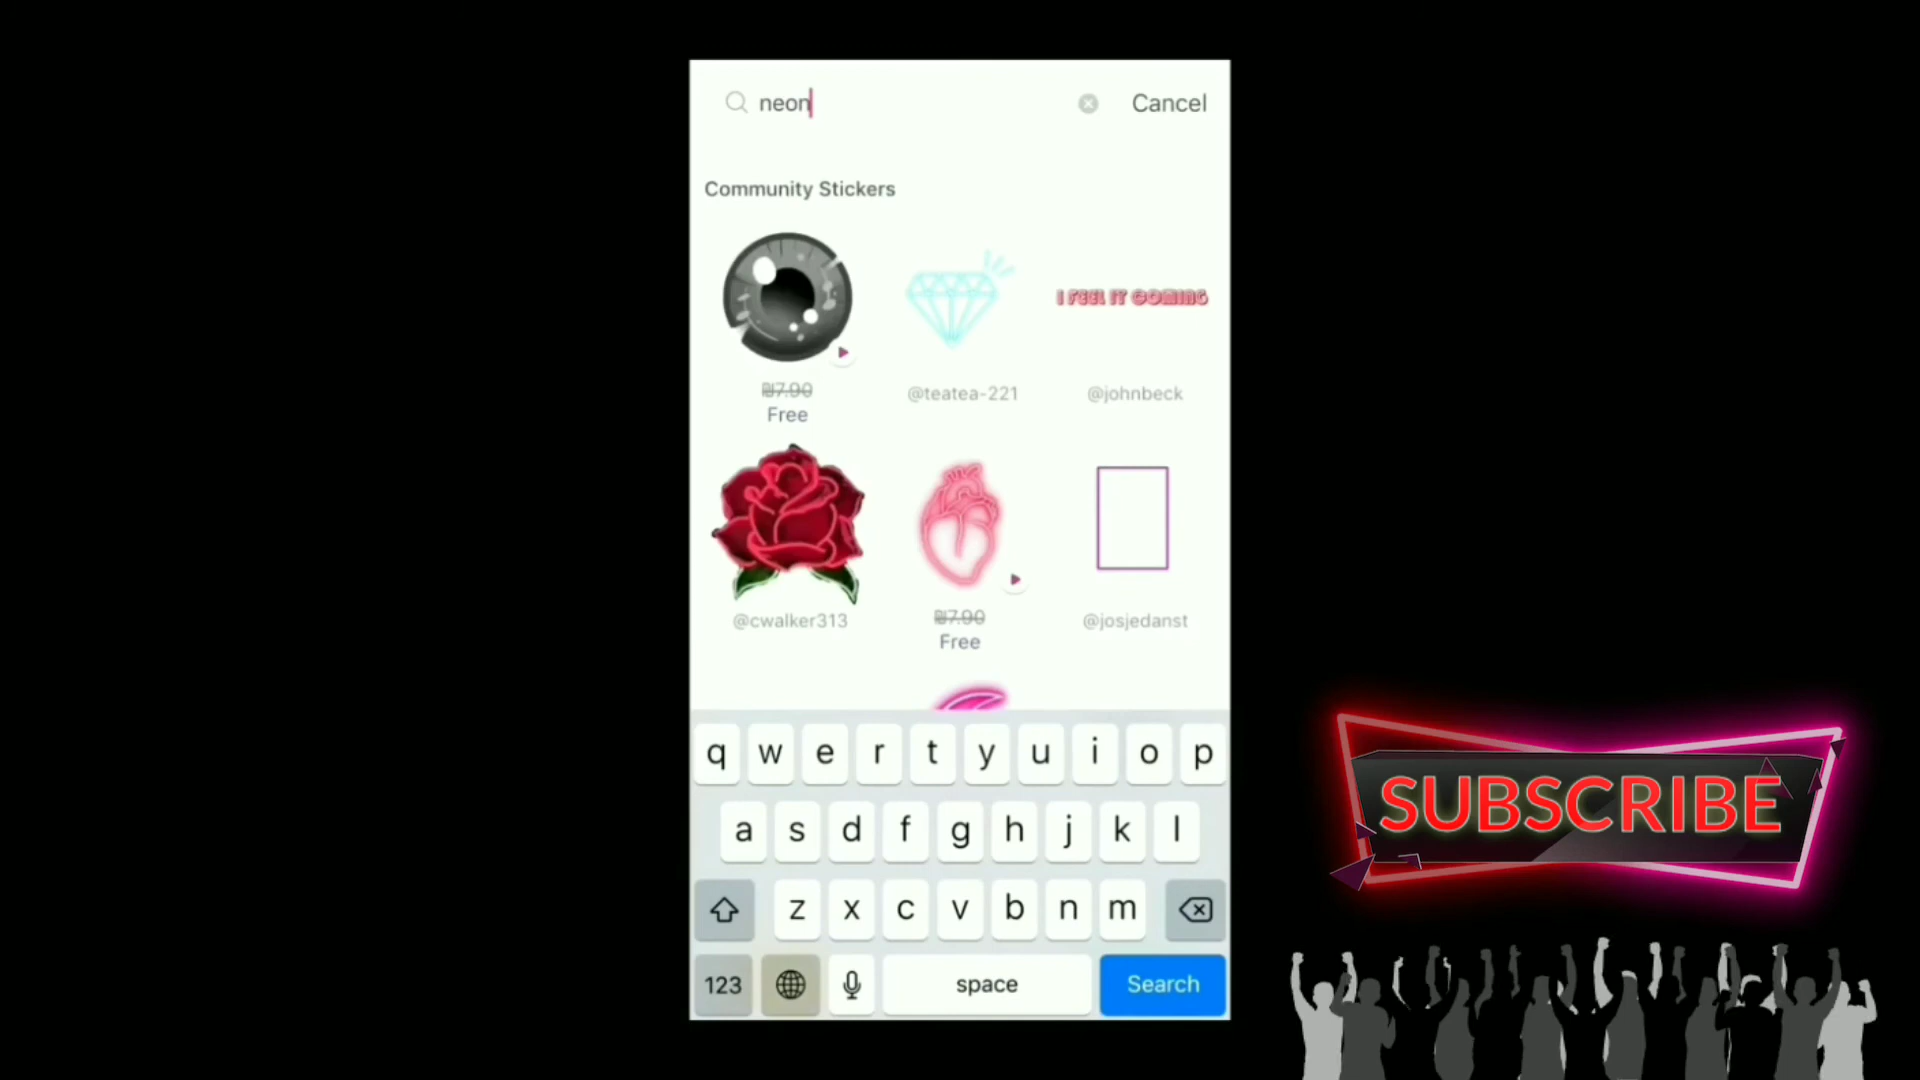 neon
Cancel
Community Stickers
I FEEL IT COMING
₪7.90
Free
@teatea-221
@johnbeck
@cwalker313
₪7.90
Free
@josjedanst
q w e r t y u i o p
a s d f g h j k l
z x c v b n m
123
space
Search
SUBSCRIBE